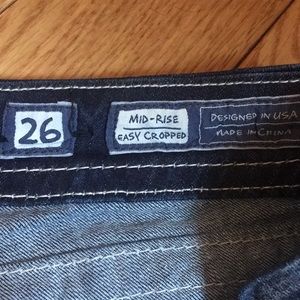 26
MID-RISE
EASY CROPPED
DESIGNED IN USA
MADE IN CHINA